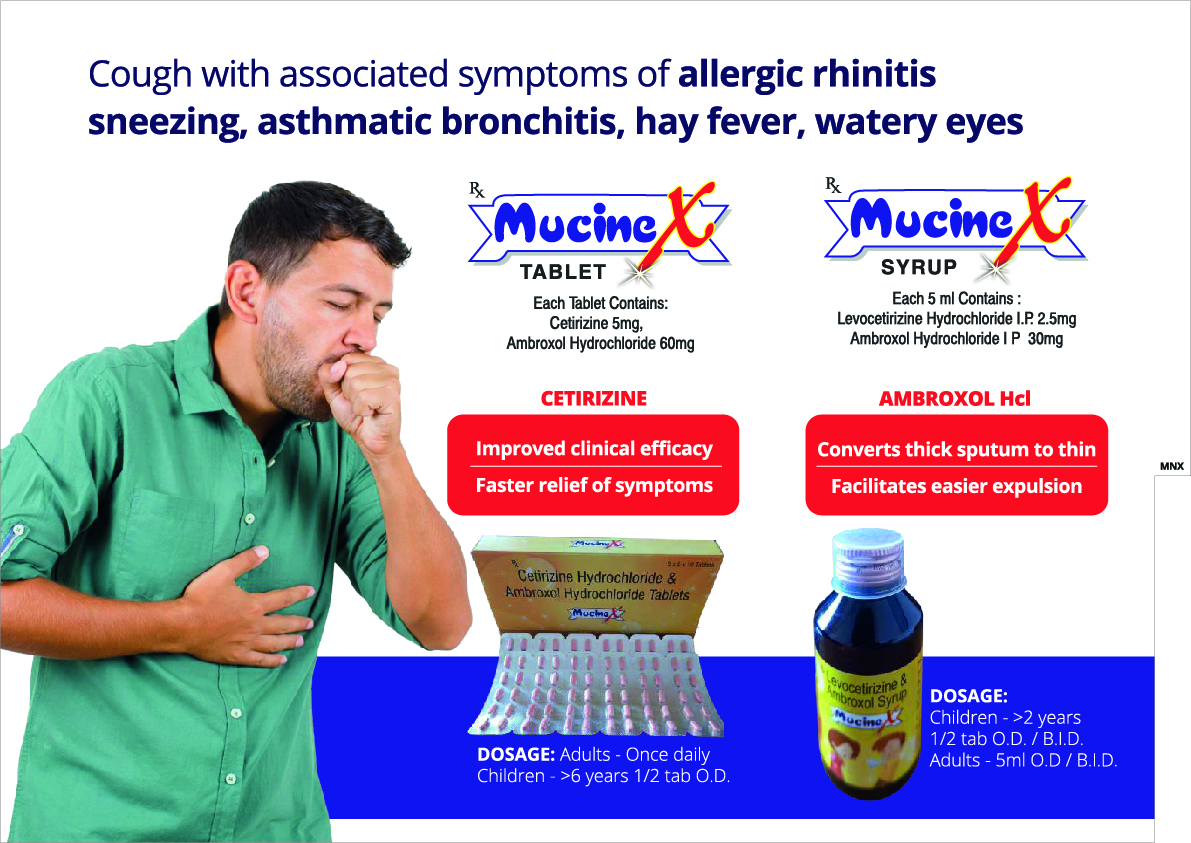 Cough with associated symptoms of allergic rhinitis
sneezing, asthmatic bronchitis, hay fever, watery eyes
Rx
MucineX
TABLET
Each Tablet Contains:
Cetirizine 5mg,
Ambroxol Hydrochloride 60mg
Rx
MucineX
SYRUP
Each 5 ml Contains :
Levocetirizine Hydrochloride I.P. 2.5mg
Ambroxol Hydrochloride I P 30mg
CETIRIZINE
Improved clinical efficacy
Faster relief of symptoms
AMBROXOL Hcl
Converts thick sputum to thin
Facilitates easier expulsion
MNX
MucineX
Rx
Cetirizine Hydrochloride &
Ambroxol Hydrochloride Tablets
MucineX
DOSAGE: Adults - Once daily
Children - >6 years 1/2 tab O.D.
Levocetirizine &
Ambroxol Syrup
MucineX
DOSAGE:
Children - >2 years
1/2 tab O.D. / B.I.D.
Adults - 5ml O.D / B.I.D.